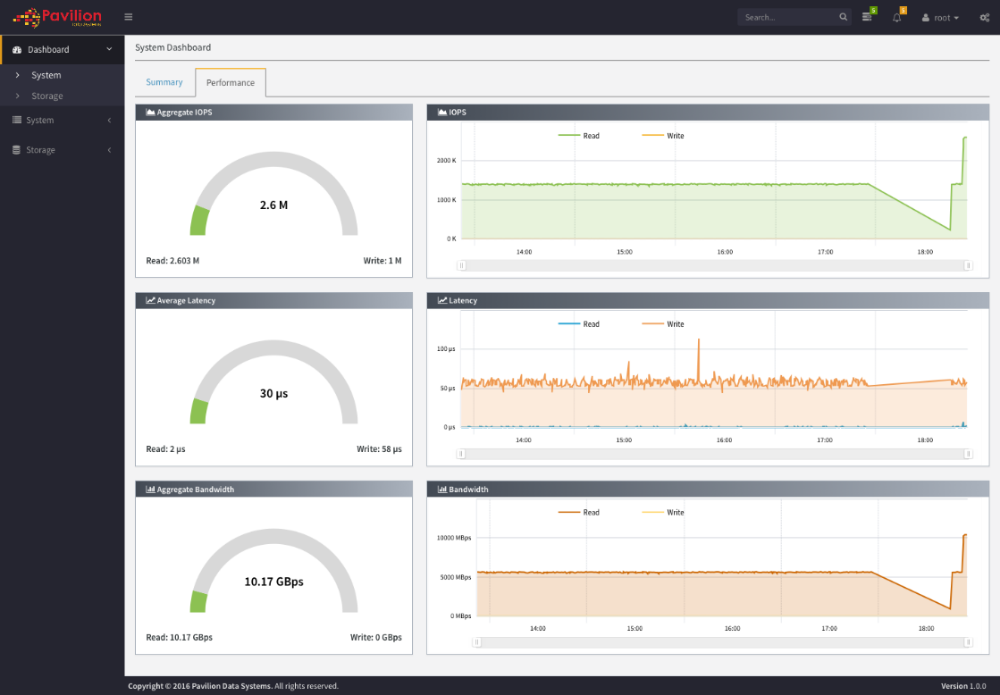 Pavilion
Data Systems
Search...
5
5
root
Dashboard
System
Storage
System
Storage
System Dashboard
Summary
Performance
Aggregate IOPS
2.6 M
Read: 2.603 M
Write: 1 M
IOPS
Read
Write
2000 K
1000 K
0 K
14:00
15:00
16:00
17:00
18:00
Average Latency
30 µs
Read: 2 µs
Write: 58 µs
Latency
Read
Write
100 µs
50 µs
0 µs
14:00
15:00
16:00
17:00
18:00
Aggregate Bandwidth
10.17 GBps
Read: 10.17 GBps
Write: 0 GBps
Bandwidth
Read
Write
10000 MBps
5000 MBps
0 MBps
14:00
15:00
16:00
17:00
18:00
Copyright © 2016 Pavilion Data Systems. All rights reserved.
Version 1.0.0